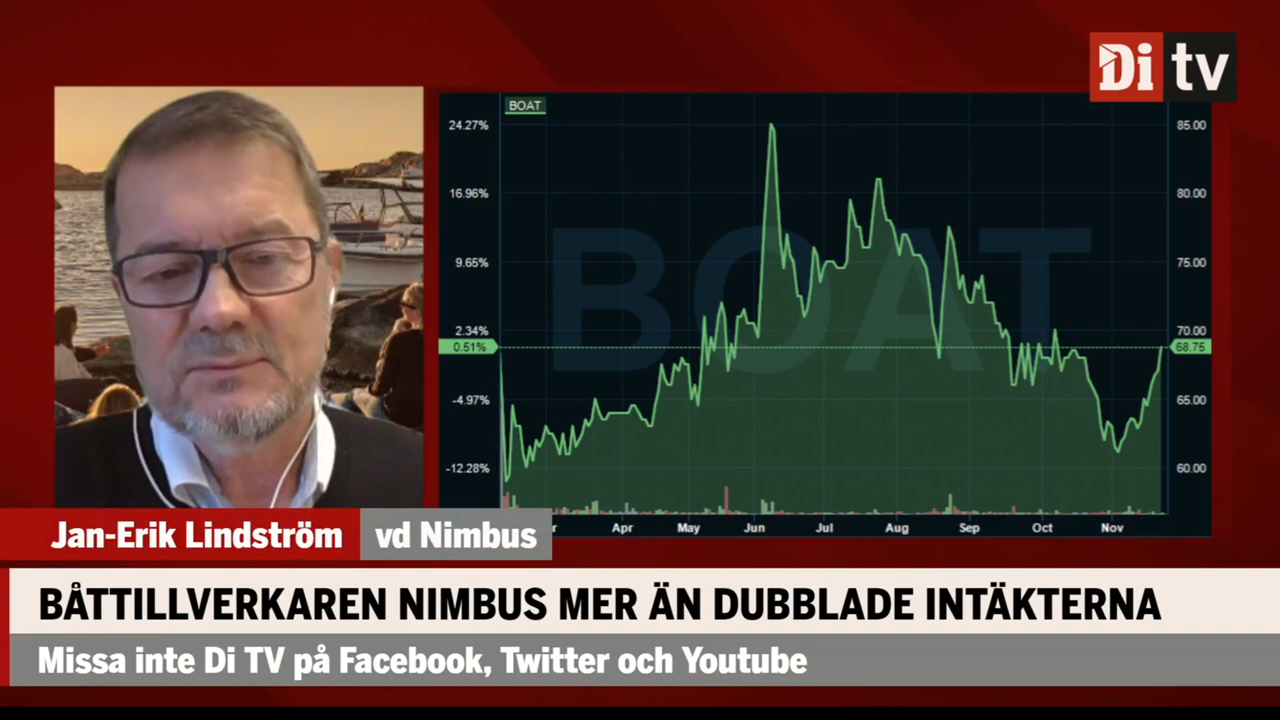 Di tv
BOAT
24.27%
16.96%
9.65%
2.34%
0.51%
-4.97%
-12.28%
BOAT
85.00
80.00
75.00
70.00
68.75
65.00
60.00
Apr May Jun Jul Aug Sep Oct Nov
Jan-Erik Lindström vd Nimbus
BÅTTILLVERKAREN NIMBUS MER ÄN DUBBLADE INTÄKTERNA
Missa inte Di TV på Facebook, Twitter och Youtube